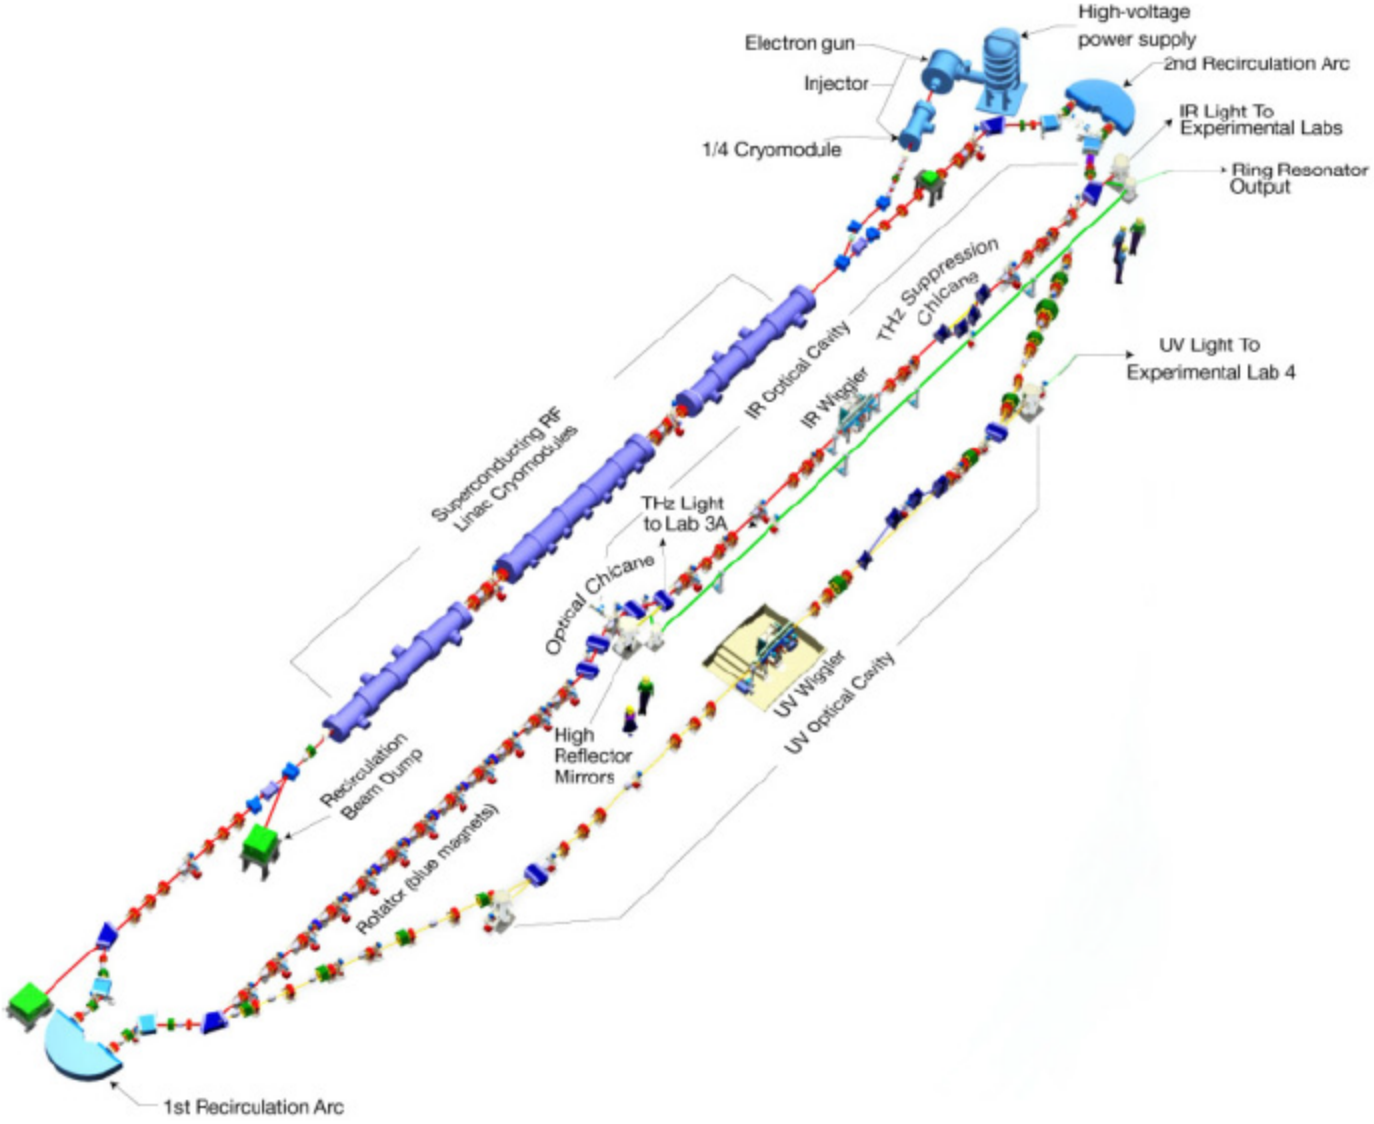 High-voltage
power supply
Electron gun
2nd Recirculation Arc
Injector
IR Light To
Experimental Labs
1/4 Cryomodule
Ring Resonator
Output
THz Suppression
Chicane
IR Optical Cavity
UV Light To
Experimental Lab 4
IR Wiggler
Superconducting RF
Linac Cryomodules
THz Light
to Lab 3A
Optical Chicane
UV Wiggler
UV Optical Cavity
High
Reflector
Mirrors
Recirculation
Beam Dump
Rotator (blue magnets)
1st Recirculation Arc